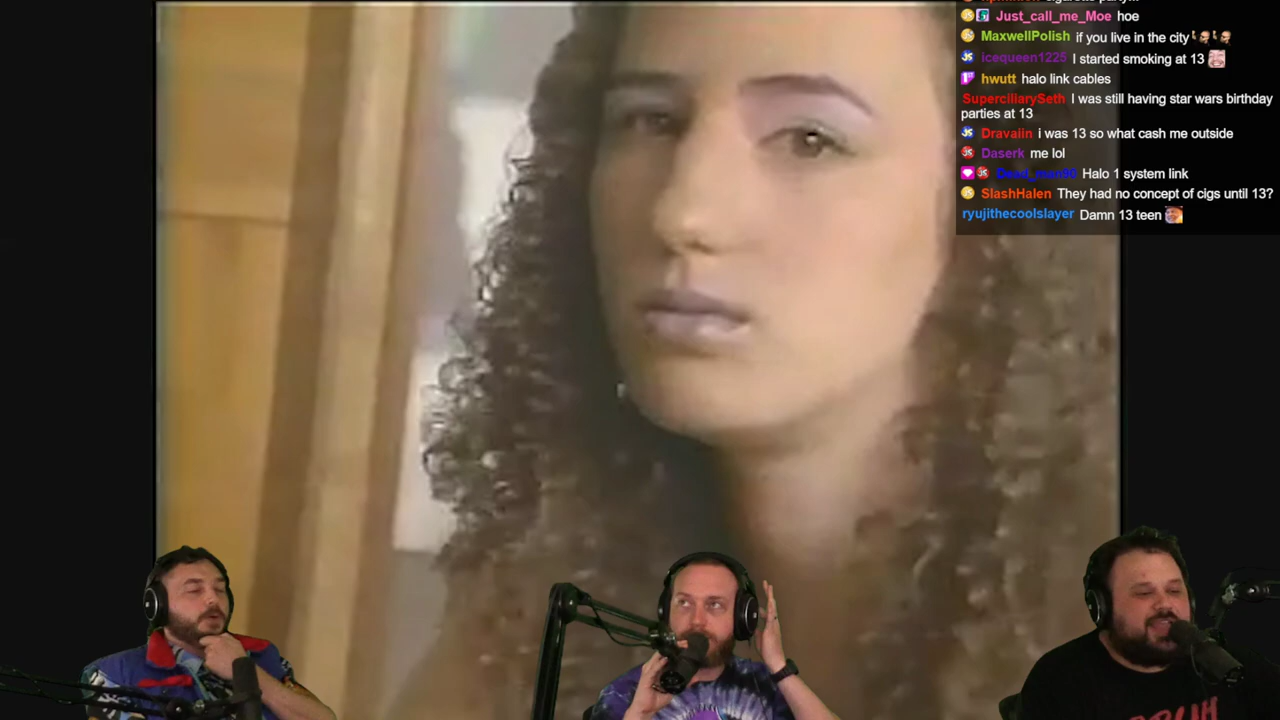 Just_call_me_Moe hoe
MaxwellPolish if you live in the city
icequeen1225 I started smoking at 13
hwutt halo link cables
SuperciliarySeth I was still having star wars birthday
parties at 13
Dravaiin i was 13 so what cash me outside
Daserk me lol
Dead_man90 Halo 1 system link
SlashHalen They had no concept of cigs until 13?
ryujithecoolslayer Damn 13 teen